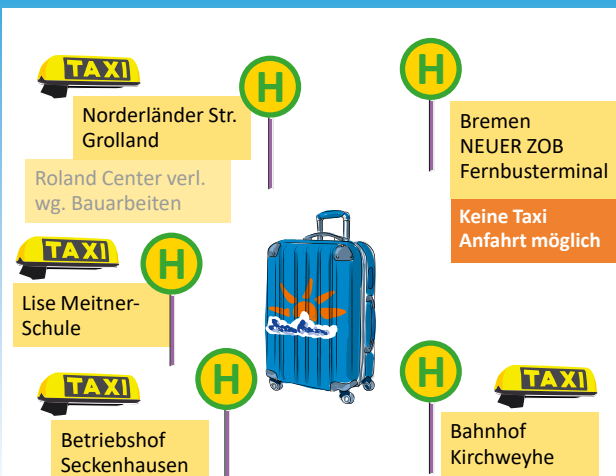 TAXI
H
Norderländer Str.
Grolland
Roland Center verl.
wg. Bauarbeiten
H
Bremen
NEUER ZOB
Fernbusterminal
Keine Taxi
Anfahrt möglich
TAXI
H
Lise Meitner-
Schule
TAXI
H
Betriebshof
Seckenhausen
H
TAXI
Bahnhof
Kirchweyhe